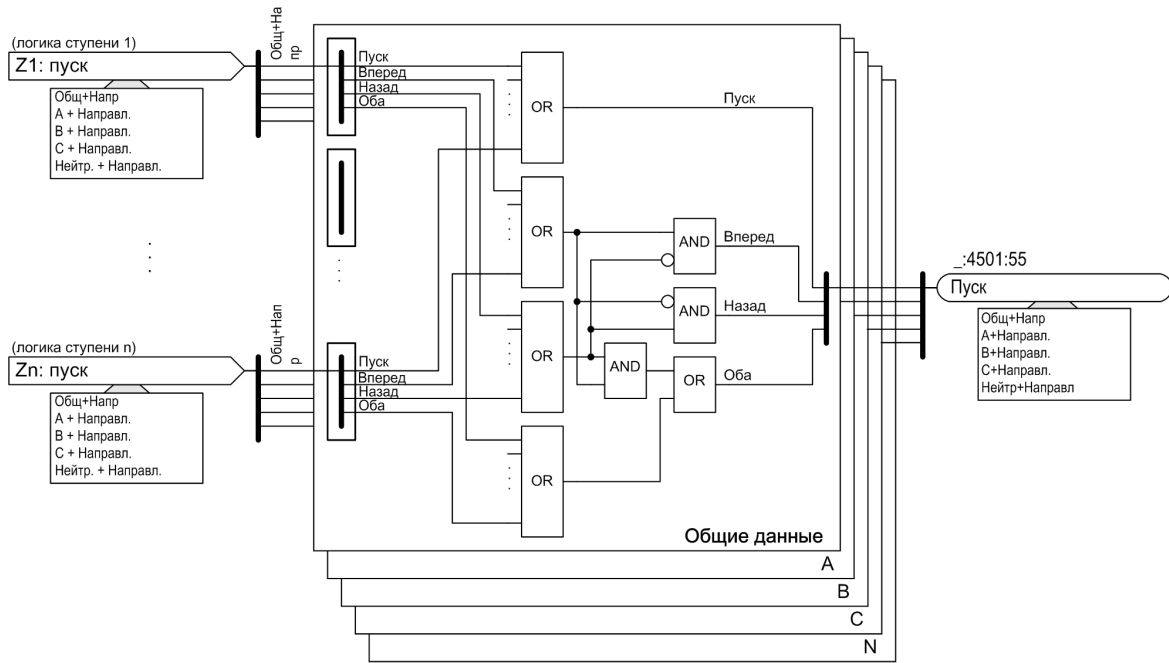 (логика ступени 1)
Z1: пуск
Общ+Напр
A + Направл.
B + Направл.
C + Направл.
Нейтр. + Направл.
Общ+На
пр
Пуск
Вперед
Назад
Оба
OR
Пуск
OR
AND
Вперед
AND
Назад
OR
AND
OR
Оба
OR
(логика ступени n)
Zn: пуск
Общ+Напр
A + Направл.
B + Направл.
C + Направл.
Нейтр. + Направл.
Общ+Нап
р
Пуск
Вперед
Назад
Оба
Общие данные
A
B
C
N
_:4501:55
Пуск
Общ+Напр
A+Направл.
B+Направл.
C+Направл.
Нейтр+Направл